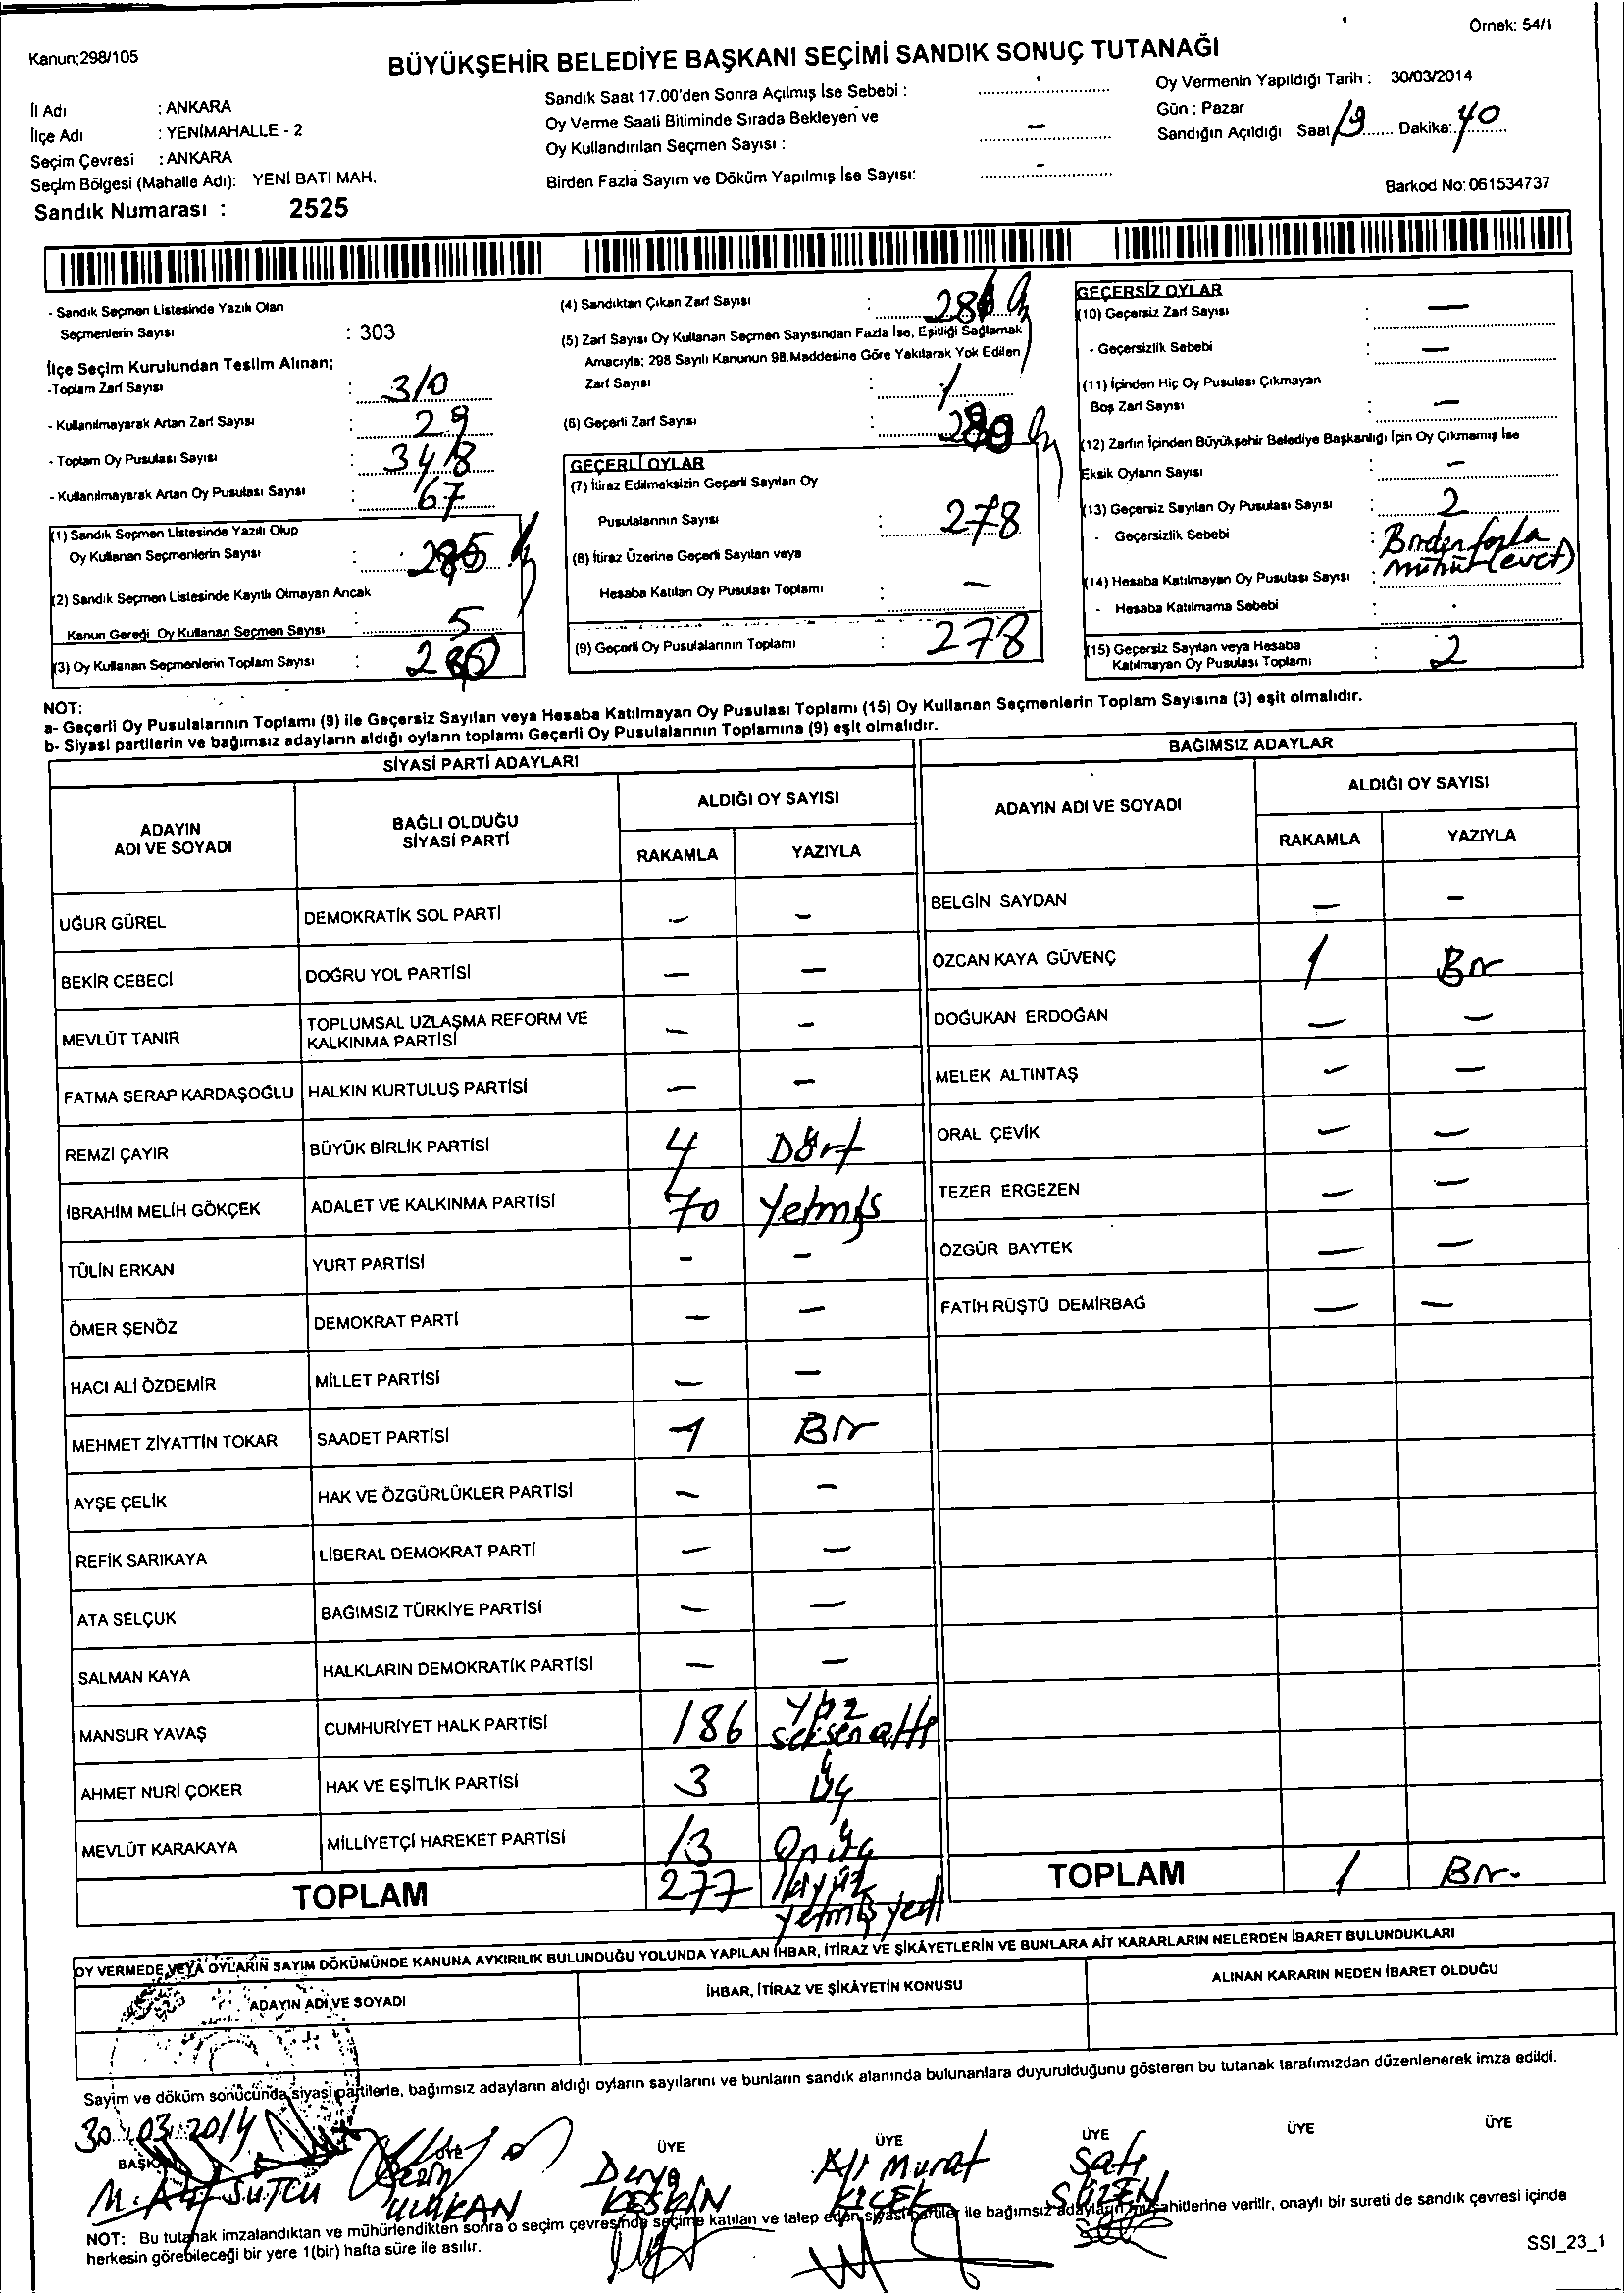 Örnek: 54/1
Kanun;298/105
BÜYÜKŞEHİR BELEDİYE BAŞKANI SEÇİMİ SANDIK SONUÇ TUTANAĞI
İl Adı : ANKARA
İlçe Adı : YENİMAHALLE - 2
Seçim Çevresi : ANKARA
Seçim Bölgesi (Mahalle Adı): YENİ BATI MAH.
Sandık Numarası : 2525
Sandık Saat 17.00'den Sonra Açılmış İse Sebebi :
Oy Verme Saati Bitiminde Sırada Bekleyen ve
Oy Kullandırılan Seçmen Sayısı : -
Birden Fazla Sayım ve Döküm Yapılmış İse Sayısı: -
Oy Vermenin Yapıldığı Tarih : 30/03/2014
Gün : Pazar
Sandığın Açıldığı Saat 19 Dakika: 40
Barkod No: 061534737
- Sandık Seçmen Listesinde Yazılı Olan
Seçmenlerin Sayısı : 303
İlçe Seçim Kurulundan Teslim Alınan;
-Toplam Zarf Sayısı : 310
- Kullanılmayarak Artan Zarf Sayısı : 29
- Toplam Oy Pusulası Sayısı : 348
- Kullanılmayarak Artan Oy Pusulası Sayısı : 67
(1) Sandık Seçmen Listesinde Yazılı Olup
Oy Kullanan Seçmenlerin Sayısı :
(2) Sandık Seçmen Listesinde Kayıtlı Olmayan Ancak
Kanun Gereği Oy Kullanan Seçmen Sayısı 5
(3) Oy Kullanan Seçmenlerin Toplam Sayısı :
(4) Sandıktan Çıkan Zarf Sayısı :
(5) Zarf Sayısı Oy Kullanan Seçmen Sayısından Fazla İse, Eşitliği Sağlamak
Amacıyla; 298 Sayılı Kanunun 98.Maddesine Göre Yakılarak Yok Edilen
Zarf Sayısı : 1
(6) Geçerli Zarf Sayısı :
GEÇERLİ OYLAR
(7) İtiraz Edilmeksizin Geçerli Sayılan Oy
Pusulalarının Sayısı : 278
(8) İtiraz Üzerine Geçerli Sayılan veya
Hesaba Katılan Oy Pusulası Toplamı : -
(9) Geçerli Oy Pusulalarının Toplamı : 278
GEÇERSİZ OYLAR
(10) Geçersiz Zarf Sayısı : -
- Geçersizlik Sebebi : -
(11) İçinden Hiç Oy Pusulası Çıkmayan
Boş Zarf Sayısı : -
(12) Zarfın İçinden Büyükşehir Belediye Başkanlığı İçin Oy Çıkmamış İse
Eksik Oyların Sayısı : -
(13) Geçersiz Sayılan Oy Pusulası Sayısı : 2
- Geçersizlik Sebebi : Birden fazla
mühür (evet)
(14) Hesaba Katılmayan Oy Pusulası Sayısı :
- Hesaba Katılmama Sebebi :
(15) Geçersiz Sayılan veya Hesaba
Katılmayan Oy Pusulası Toplamı : 2
NOT:
a- Geçerli Oy Pusulalarının Toplamı (9) ile Geçersiz Sayılan veya Hesaba Katılmayan Oy Pusulası Toplamı (15) Oy Kullanan Seçmenlerin Toplam Sayısına (3) eşit olmalıdır.
b- Siyasi partilerin ve bağımsız adayların aldığı oyların toplamı Geçerli Oy Pusulalarının Toplamına (9) eşit olmalıdır.
SİYASİ PARTİ ADAYLARI
ADAYIN
ADI VE SOYADI
BAĞLI OLDUĞU
SİYASİ PARTİ
ALDIĞI OY SAYISI
RAKAMLA YAZIYLA
UĞUR GÜREL DEMOKRATİK SOL PARTİ - -
BEKİR CEBECİ DOĞRU YOL PARTİSİ - -
MEVLÜT TANIR TOPLUMSAL UZLAŞMA REFORM VE
KALKINMA PARTİSİ - -
FATMA SERAP KARDAŞOĞLU HALKIN KURTULUŞ PARTİSİ - -
REMZİ ÇAYIR BÜYÜK BİRLİK PARTİSİ 4 Dört
İBRAHİM MELİH GÖKÇEK ADALET VE KALKINMA PARTİSİ 70 Yetmiş
TÜLİN ERKAN YURT PARTİSİ - -
ÖMER ŞENÖZ DEMOKRAT PARTİ - -
HACI ALİ ÖZDEMİR MİLLET PARTİSİ - -
MEHMET ZİYATTİN TOKAR SAADET PARTİSİ 1 Bir
AYŞE ÇELİK HAK VE ÖZGÜRLÜKLER PARTİSİ - -
REFİK SARIKAYA LİBERAL DEMOKRAT PARTİ - -
ATA SELÇUK BAĞIMSIZ TÜRKİYE PARTİSİ - -
SALMAN KAYA HALKLARIN DEMOKRATİK PARTİSİ - -
MANSUR YAVAŞ CUMHURİYET HALK PARTİSİ 186 Yüz
seksen altı
AHMET NURİ ÇOKER HAK VE EŞİTLİK PARTİSİ 3 Üç
MEVLÜT KARAKAYA MİLLİYETÇİ HAREKET PARTİSİ 13 Onüç
TOPLAM 277 İkiyüz
yetmiş yedi
BAĞIMSIZ ADAYLAR
ADAYIN ADI VE SOYADI
ALDIĞI OY SAYISI
RAKAMLA YAZIYLA
BELGİN SAYDAN - -
ÖZCAN KAYA GÜVENÇ 1 Bir
DOĞUKAN ERDOĞAN - -
MELEK ALTINTAŞ - -
ORAL ÇEVİK - -
TEZER ERGEZEN - -
ÖZGÜR BAYTEK - -
FATİH RÜŞTÜ DEMİRBAĞ - -
TOPLAM 1 Bir.
OY VERMEDE VEYA OYLARIN SAYIM DÖKÜMÜNDE KANUNA AYKIRILIK BULUNDUĞU YOLUNDA YAPILAN İHBAR, İTİRAZ VE ŞİKÂYETLERİN VE BUNLARA AİT KARARLARIN NELERDEN İBARET BULUNDUKLARI
ADAYIN ADI VE SOYADI İHBAR, İTİRAZ VE ŞİKÂYETİN KONUSU ALINAN KARARIN NEDEN İBARET OLDUĞU
Sayım ve döküm sonucunda siyasi partilerle, bağımsız adayların aldığı oyların sayılarını ve bunların sandık alanında bulunanlara duyurulduğunu gösteren bu tutanak tarafımızdan düzenlenerek imza edildi.
30.03.2014
BAŞKAN ÜYE ÜYE ÜYE ÜYE ÜYE ÜYE
SÜTCÜ
Derya
KESKİN
Ali Murat
KIÇEK
Satı
NOT: Bu tutanak imzalandıktan ve mühürlendikten sonra o seçim çevresinde seçime katılan ve talep eden siyasi partiler ile bağımsız adayların müşahitlerine verilir, onaylı bir sureti de sandık çevresi içinde
herkesin görebileceği bir yere 1(bir) hafta süre ile asılır.
SSI_23_1